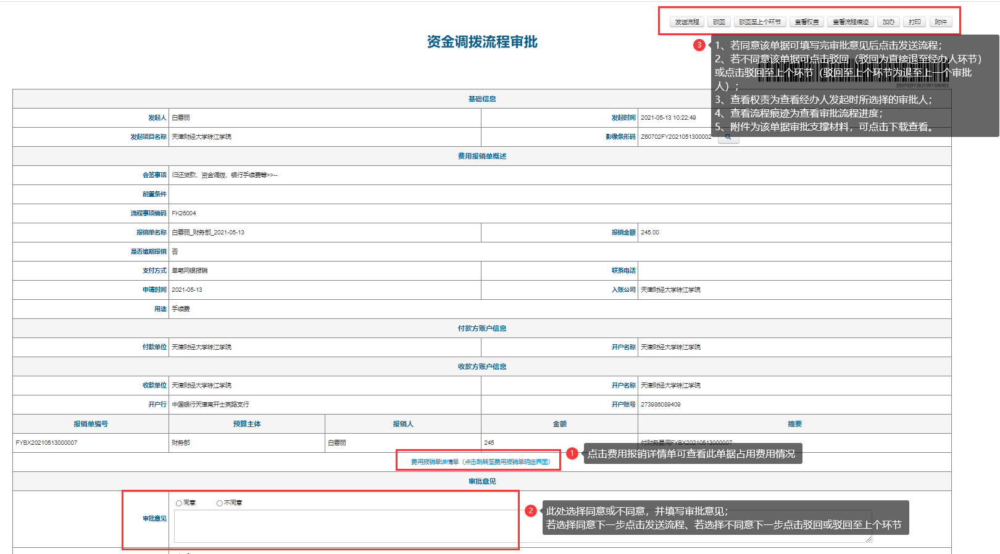 发送流程 驳回 驳回至上个环节 查看权责 查看流程痕迹 加办 打印 附件
资金调拨流程审批
3
1、若同意该单据可填写完审批意见后点击发送流程；
2、若不同意该单据可点击驳回（驳回为直接退至经办人环节）
或点击驳回至上个环节（驳回至上个环节为退至上一个审批
人）；
3、查看权责为查看经办人发起时所选择的审批人；
4、查看流程痕迹为查看审批流程进度；
5、附件为该单据审批支撑材料，可点击下载查看。
Z60702FY2021051300002
基础信息
发起人 白蓉丽 发起时间 2021-05-13 10:22:49
发起项目名称 天津财经大学珠江学院 影像条形码 Z60702FY2021051300002
费用报销单概述
会签事项 归还贷款、资金调拨、银行手续费等>>--
前置条件
流程事项编码 FK26004
报销单名称 白蓉丽_财务部_2021-05-13 报销金额 245.00
是否逾期报销 否
支付方式 单笔网银报销 联系电话
申请时间 2021-05-13 入账公司 天津财经大学珠江学院
用途 手续费
付款方账户信息
付款单位 天津财经大学珠江学院 开户名称 天津财经大学珠江学院
收款方账户信息
收款单位 天津财经大学珠江学院 开户名称 天津财经大学珠江学院
开户行 中国银行天津南开士英路支行 开户账号 273986089409
报销单编号 预算主体 报销人 金额 摘要
FYBX20210513000007 财务部 白蓉丽 245 付财务费用FYBX20210513000007
费用报销单详情单（点击跳转至费用报销单明细界面）
1 点击费用报销详情单可查看此单据占用费用情况
审批意见
审批意见 同意 不同意
2 此处选择同意或不同意，并填写审批意见；
若选择同意下一步点击发送流程、若选择不同意下一步点击驳回或驳回至上个环节